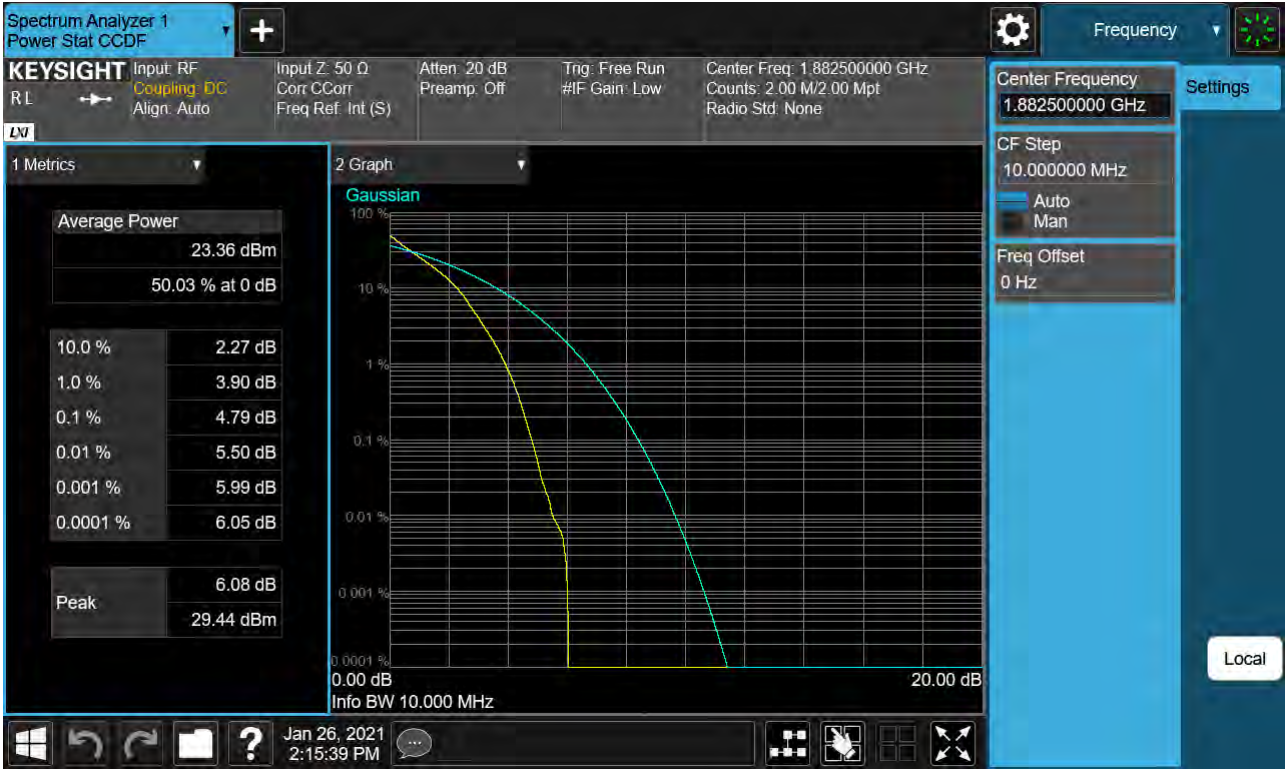 Spectrum Analyzer 1
Power Stat CCDF
Frequency
KEYSIGHT
R L
LXI
Input: RF
Coupling: DC
Align: Auto
Input Z: 50 Ω
Corr CCorr
Freq Ref: Int (S)
Atten: 20 dB
Preamp: Off
Trig: Free Run
#IF Gain: Low
Center Freq: 1.882500000 GHz
Counts: 2.00 M/2.00 Mpt
Radio Std: None
Center Frequency
1.882500000 GHz
Settings
CF Step
10.000000 MHz
Auto
Man
Freq Offset
0 Hz
Local
1 Metrics
Average Power
23.36 dBm
50.03 % at 0 dB
10.0 % 2.27 dB
1.0 % 3.90 dB
0.1 % 4.79 dB
0.01 % 5.50 dB
0.001 % 5.99 dB
0.0001 % 6.05 dB
Peak
6.08 dB
29.44 dBm
2 Graph
Gaussian
100 %
10 %
1 %
0.1 %
0.01 %
0.001 %
0.0001 %
0.00 dB 20.00 dB
Info BW 10.000 MHz
Jan 26, 2021
2:15:39 PM